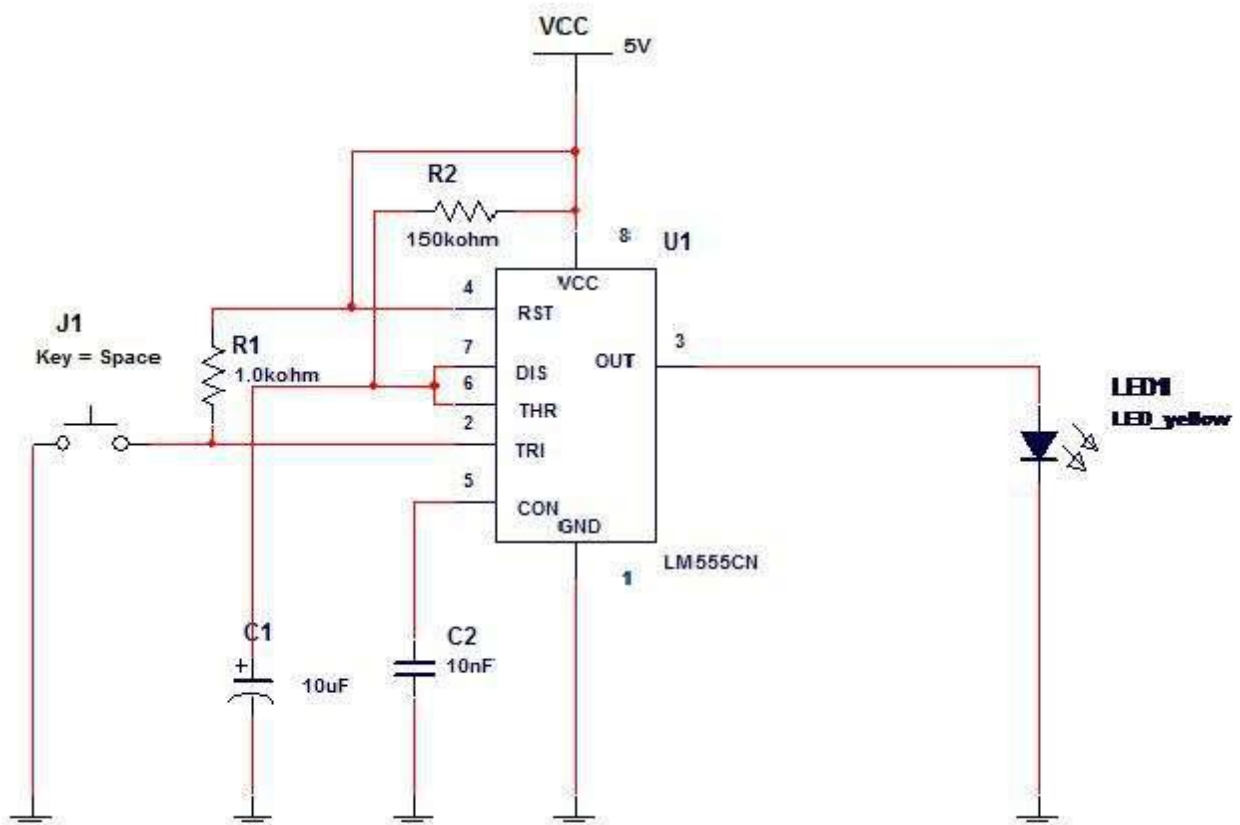 VCC
5V
R2
150kohm
8
U1
VCC
4
RST
J1
Key = Space
R1
1.0kohm
7
DIS
OUT
3
6
THR
LED1
LED_yellow
2
TRI
5
CON
GND
LM555CN
1
C1
10uF
+
C2
10nF